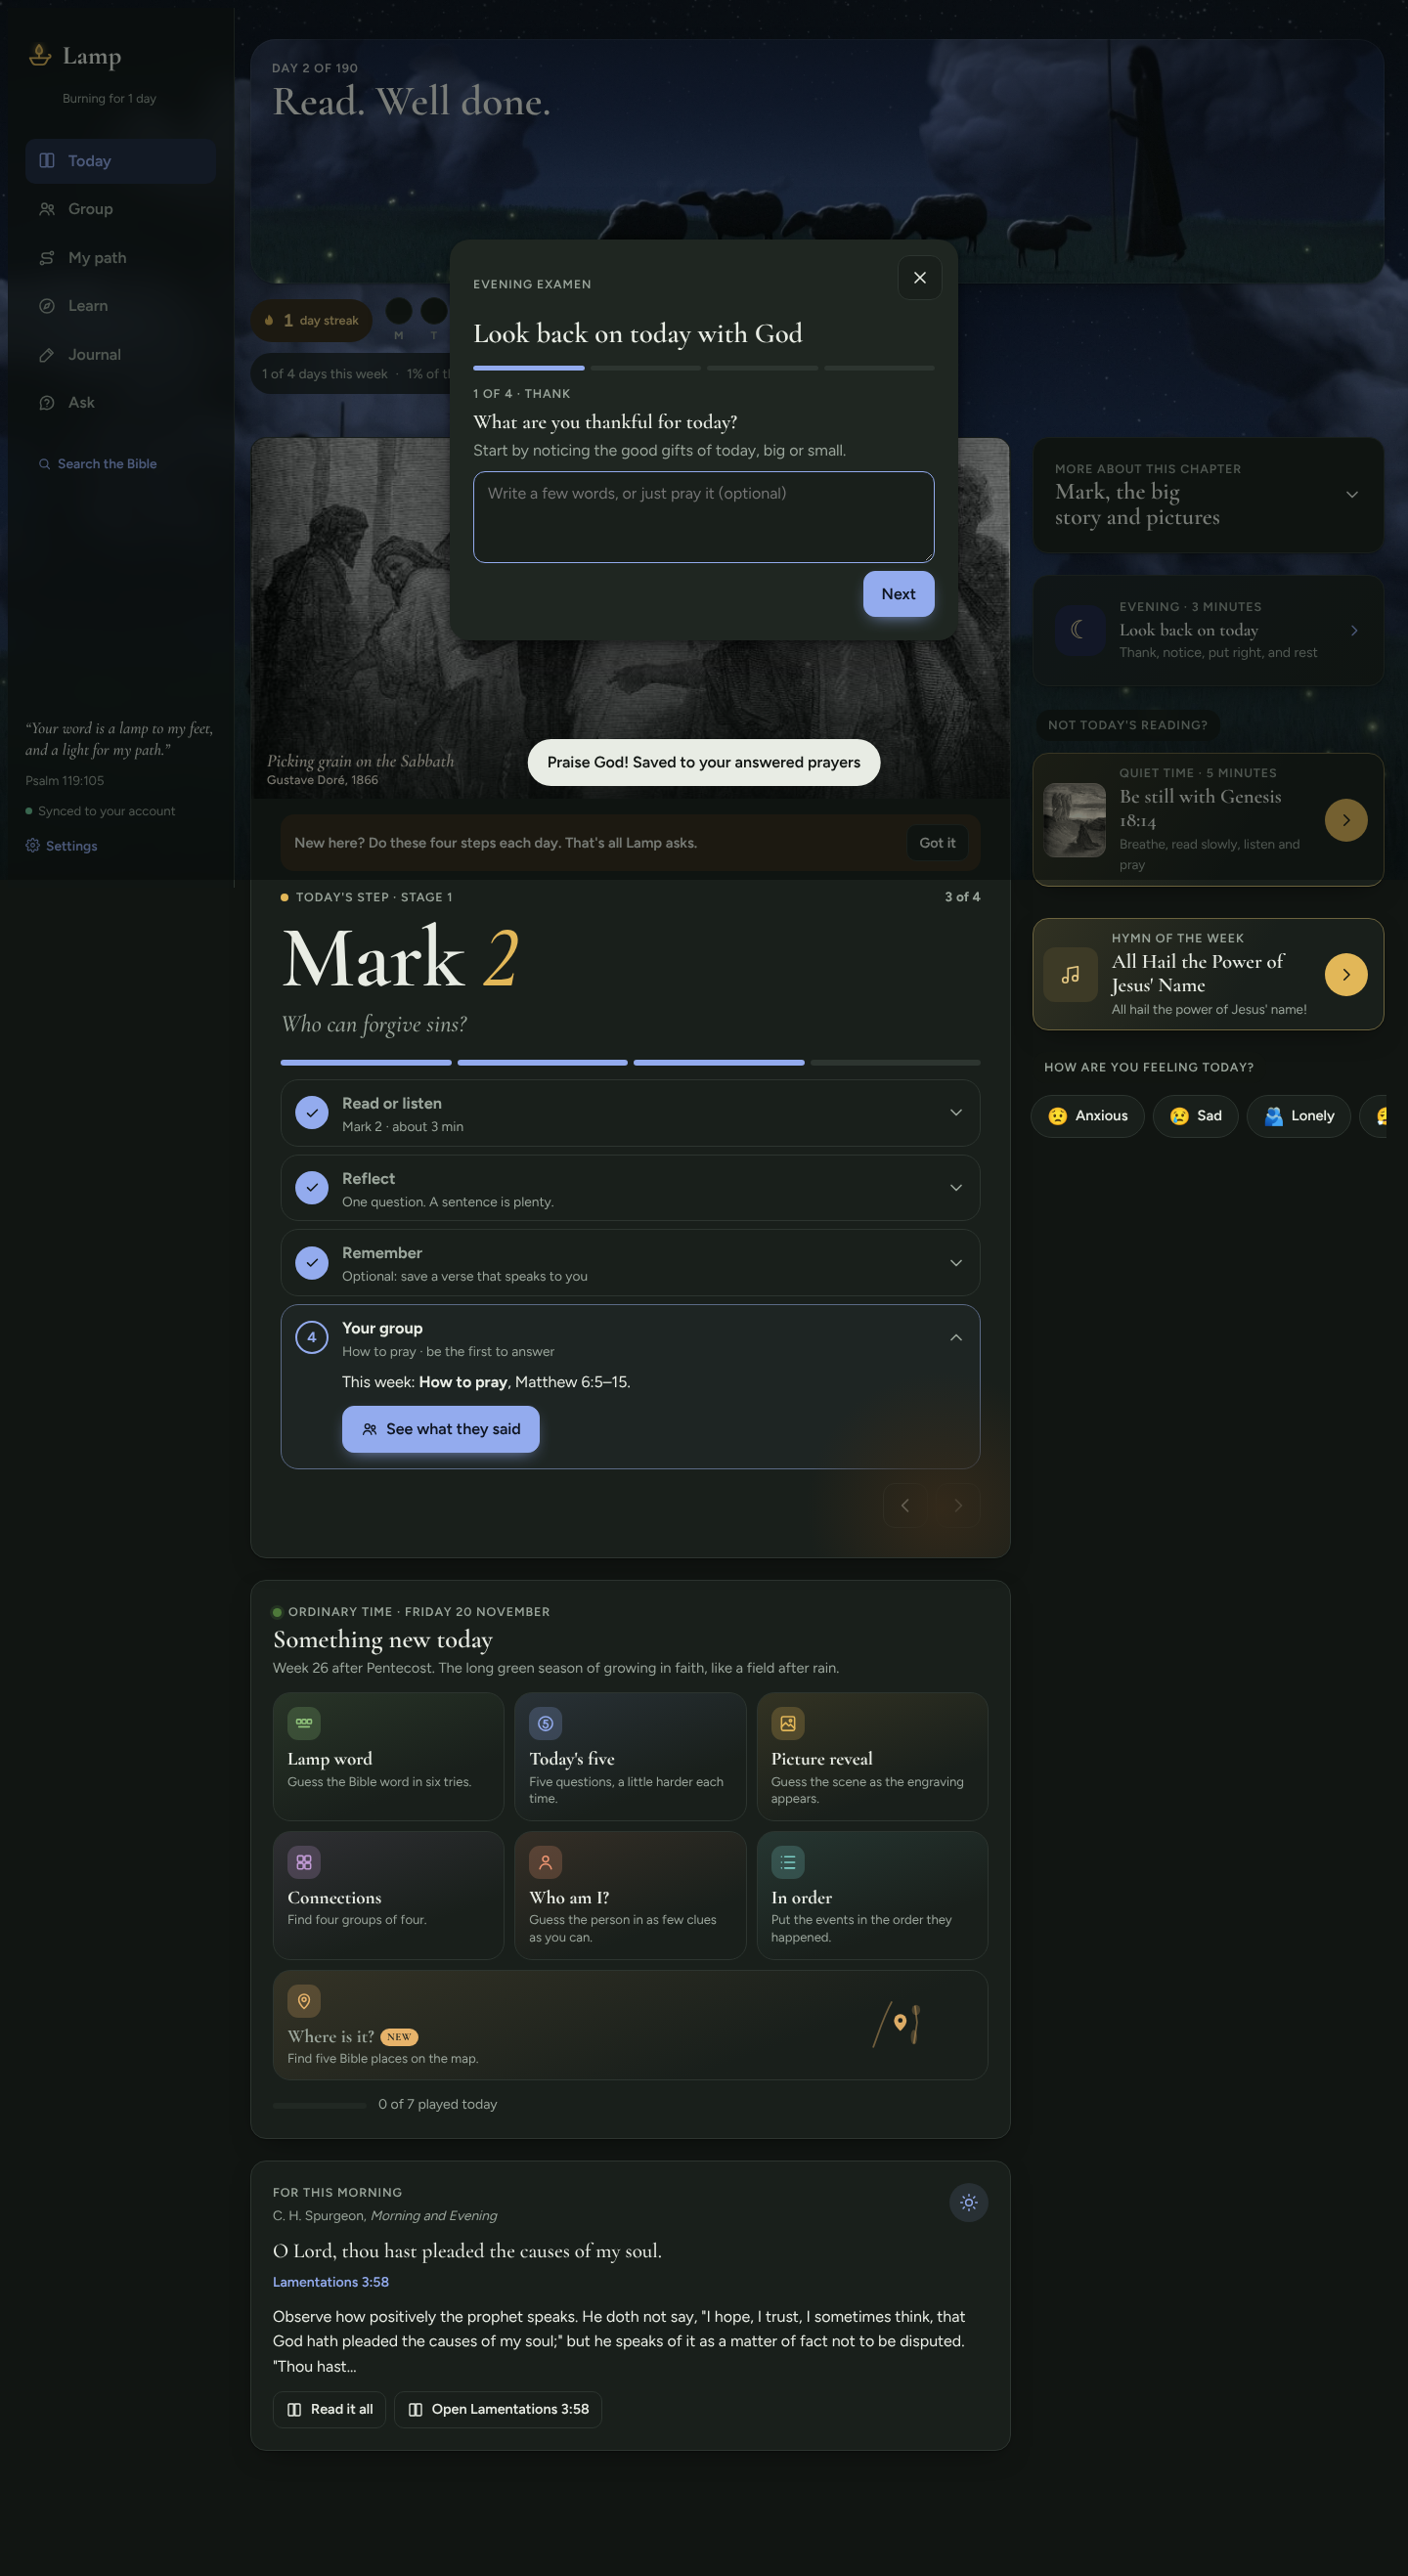 Lamp
Burning for 1 day
Today
Group
My path
Learn
Journal
Ask
Search the Bible
“Your word is a lamp to my feet,
and a light for my path.”
Psalm 119:105
Synced to your account
Settings
DAY 2 OF 190
Read. Well done.
1 day streak
M T
1 of 4 days this week · 1% of
EVENING EXAMEN
Look back on today with God
1 OF 4 · THANK
What are you thankful for today?
Start by noticing the good gifts of today, big or small.
Write a few words, or just pray it (optional)
Next
Picking grain on the Sabbath
Gustave Doré, 1866
Praise God! Saved to your answered prayers
New here? Do these four steps each day. That's all Lamp asks.
Got it
TODAY'S STEP · STAGE 1
3 of 4
Mark 2
Who can forgive sins?
Read or listen
Mark 2 · about 3 min
Reflect
One question. A sentence is plenty.
Remember
Optional: save a verse that speaks to you
4
Your group
How to pray · be the first to answer
This week: How to pray, Matthew 6:5–15.
See what they said
ORDINARY TIME · FRIDAY 20 NOVEMBER
Something new today
Week 26 after Pentecost. The long green season of growing in faith, like a field after rain.
Lamp word
Guess the Bible word in six tries.
5
Today's five
Five questions, a little harder each
time.
Picture reveal
Guess the scene as the engraving
appears.
Connections
Find four groups of four.
Who am I?
Guess the person in as few clues
as you can.
In order
Put the events in the order they
happened.
Where is it? NEW
Find five Bible places on the map.
0 of 7 played today
FOR THIS MORNING
C. H. Spurgeon, Morning and Evening
O Lord, thou hast pleaded the causes of my soul.
Lamentations 3:58
Observe how positively the prophet speaks. He doth not say, "I hope, I trust, I sometimes think, that
God hath pleaded the causes of my soul;" but he speaks of it as a matter of fact not to be disputed.
"Thou hast…
Read it all
Open Lamentations 3:58
MORE ABOUT THIS CHAPTER
Mark, the big
story and pictures
EVENING · 3 MINUTES
Look back on today
Thank, notice, put right, and rest
NOT TODAY'S READING?
QUIET TIME · 5 MINUTES
Be still with Genesis
18:14
Breathe, read slowly, listen and
pray
HYMN OF THE WEEK
All Hail the Power of
Jesus' Name
All hail the power of Jesus' name!
HOW ARE YOU FEELING TODAY?
Anxious
Sad
Lonely